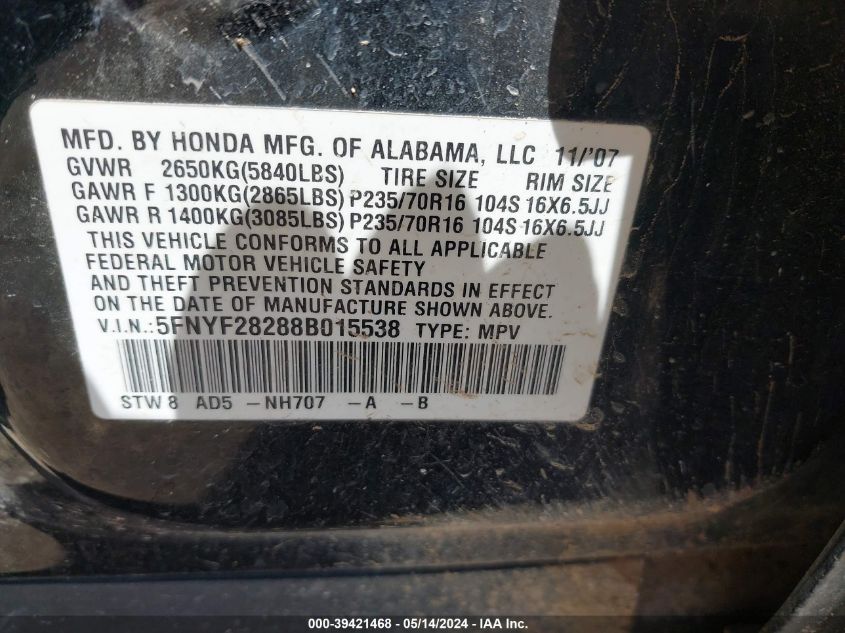 MFD. BY HONDA MFG. OF ALABAMA, LLC 11/'07
GVWR 2650KG(5840LBS) TIRE SIZE RIM SIZE
GAWR F 1300KG(2865LBS) P235/70R16 104S 16X6.5JJ
GAWR R 1400KG(3085LBS) P235/70R16 104S 16X6.5JJ
THIS VEHICLE CONFORMS TO ALL APPLICABLE
FEDERAL MOTOR VEHICLE SAFETY
AND THEFT PREVENTION STANDARDS IN EFFECT
ON THE DATE OF MANUFACTURE SHOWN ABOVE.
V.I.N.:5FNYF28288B015538 TYPE: MPV
STW 8 AD5 -NH707 -A -B
000-39421468 - 05/14/2024 - IAAI.com